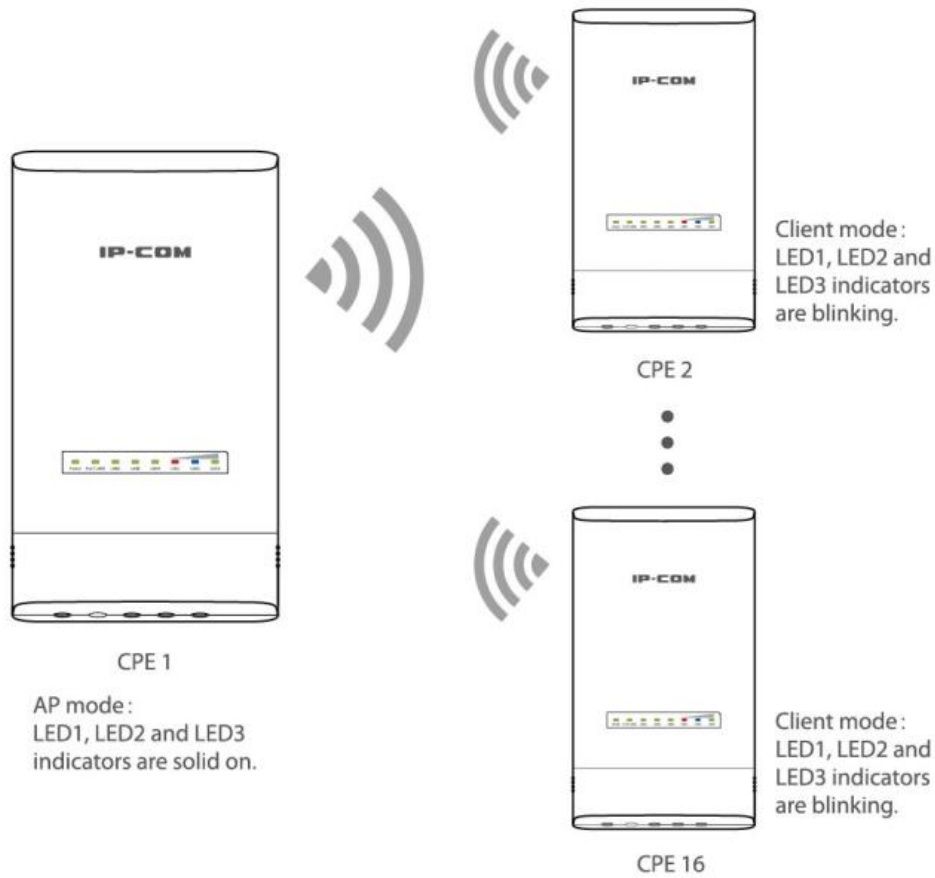 IP-COM
CPE 1
AP mode :
LED1, LED2 and LED3
indicators are solid on.
IP-COM
Client mode :
LED1, LED2 and
LED3 indicators
are blinking.
CPE 2
IP-COM
Client mode :
LED1, LED2 and
LED3 indicators
are blinking.
CPE 16